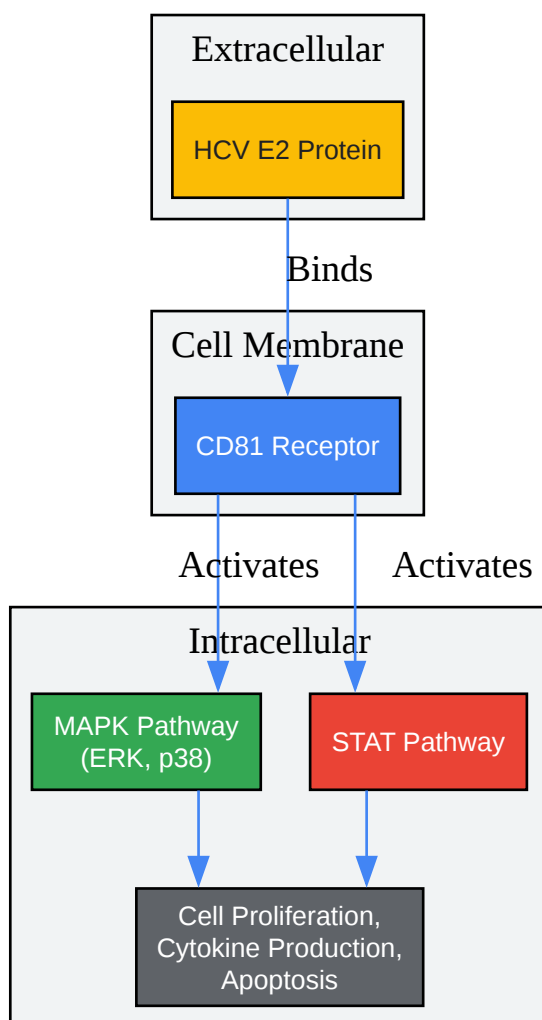 Extracellular
HCV E2 Protein
Binds
Cell Membrane
CD81 Receptor
Activates
Activates
Intracellular
MAPK Pathway
(ERK, p38)
STAT Pathway
Cell Proliferation,
Cytokine Production,
Apoptosis